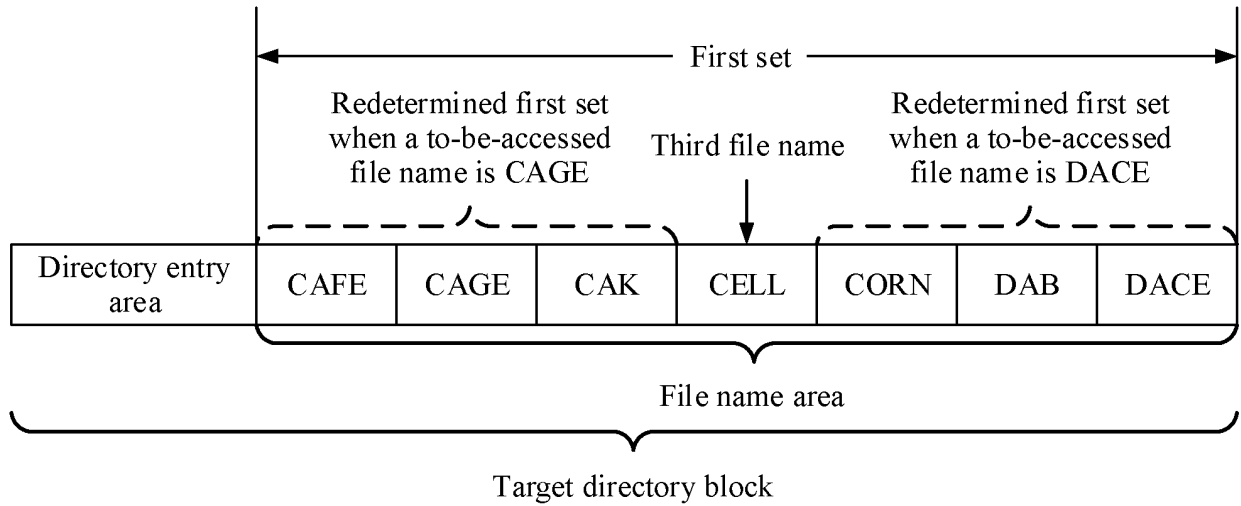 First set
Redetermined first set
when a to-be-accessed
file name is CAGE
Third file name
Redetermined first set
when a to-be-accessed
file name is DACE
Directory entry
area
CAFE
CAGE
CAK
CELL
CORN
DAB
DACE
File name area
Target directory block